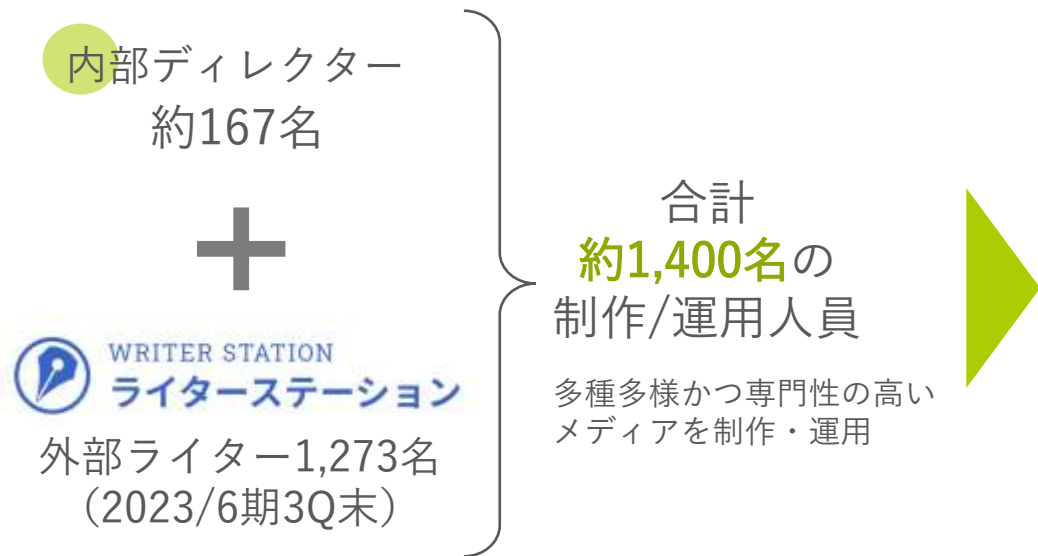 内部ディレクター
約167名
+
WRITER STATION
ライターステーション
外部ライター1,273名
（2023/6期3Q末）
合計
約1,400名の
制作/運用人員
多種多様かつ専門性の高い
メディアを制作・運用